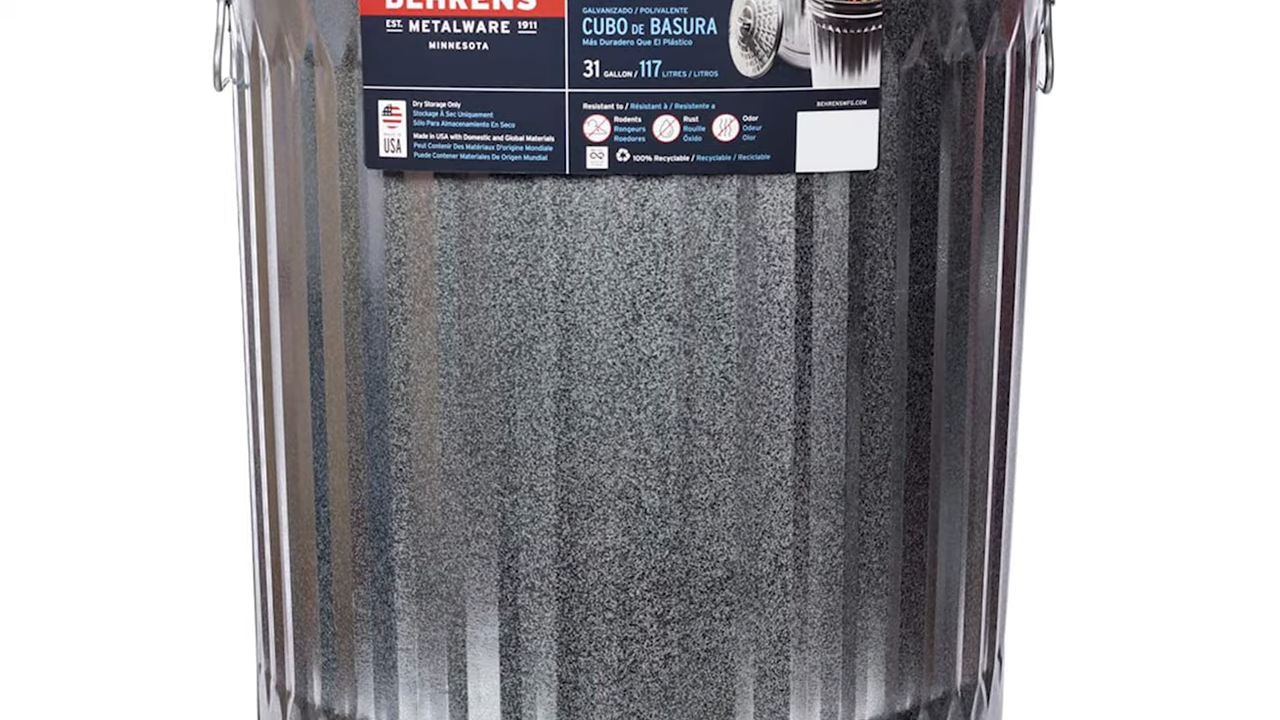 BEHRENS
EST. METALWARE 1911
MINNESOTA
GALVANIZADO / POLIVALENTE
CUBO DE BASURA
Más Duradero Que El Plástico
31 GALLON / 117 LITRES / LITROS
Dry Storage Only
Stockage À Sec Uniquement
Sólo Para Almacenamiento En Seco
MADE IN
USA
Made in USA with Domestic and Global Materials
Peut Contenir Des Matériaux D'origine Mondiale
Puede Contener Materiales De Origen Mundial
BEHRENSMFG.COM
Resistant to / Résistant à / Resistente a
Rodents
Rongeurs
Roedores
Rust
Rouille
Óxido
Odor
Odeur
Olor
100% Recyclable / Recyclable / Reciclable